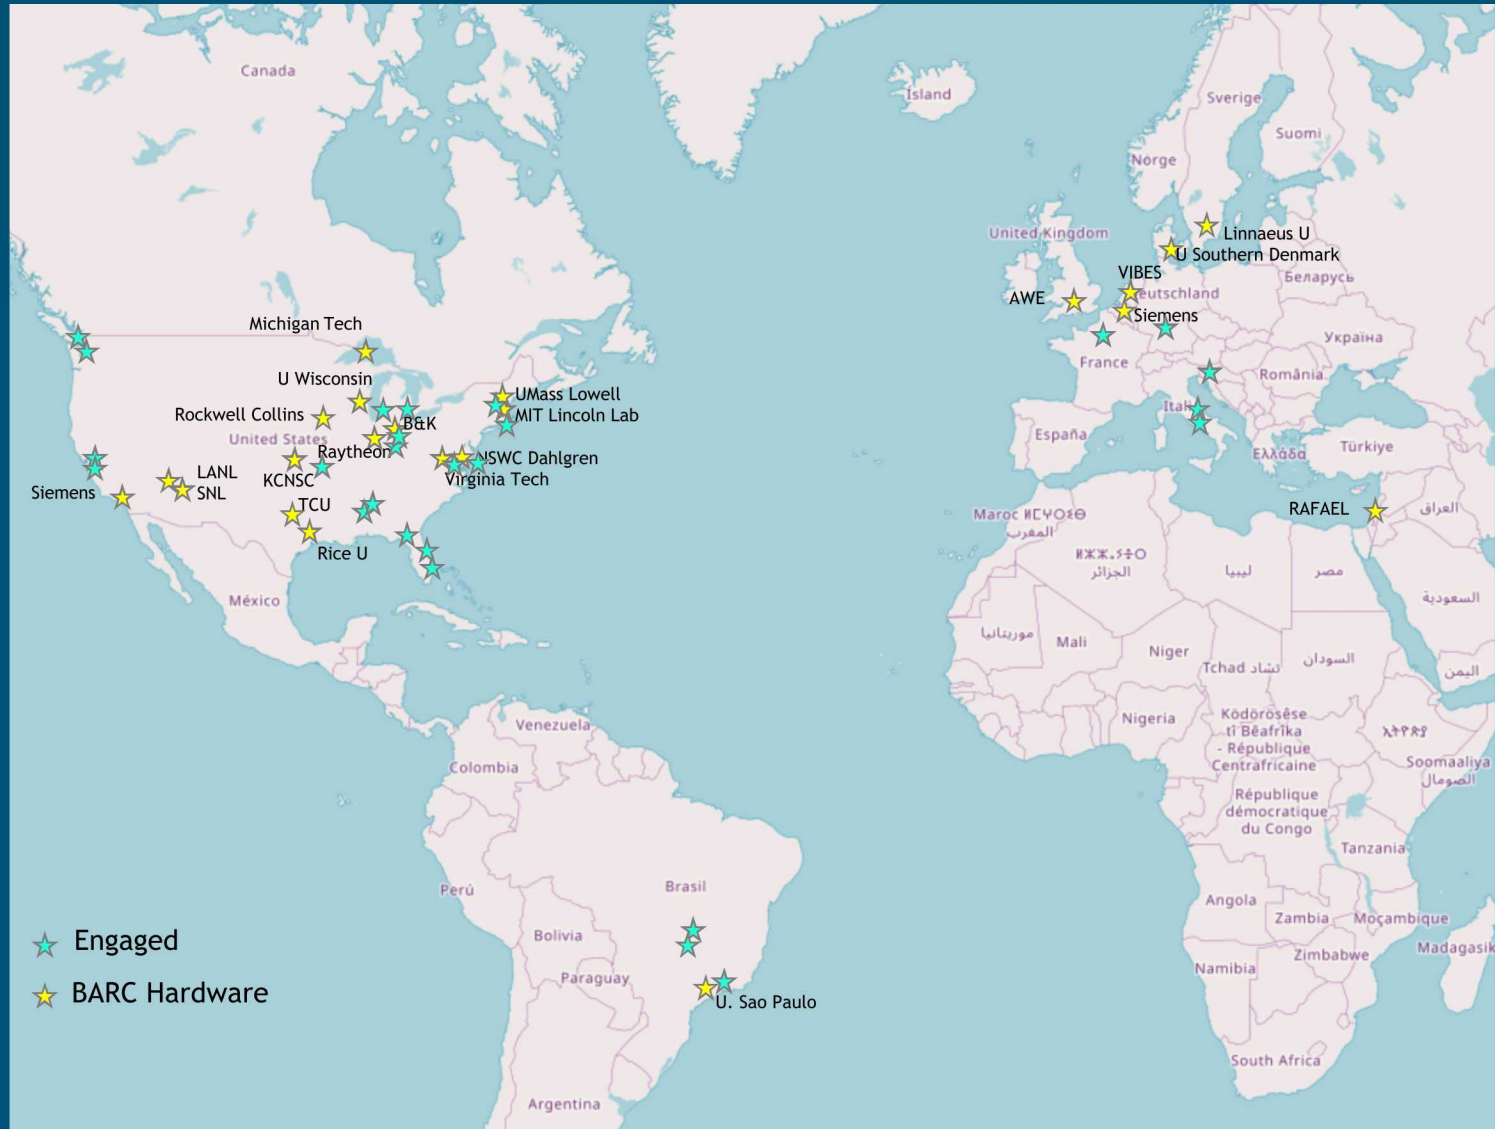 Canada
Ísland
Sverige
Suomi
Norge
United Kingdom
Linnaeus U
U Southern Denmark
VIBES
Беларусь
AWE
eutschland
Siemens
Michigan Tech
Україна
France
U Wisconsin
România
UMass Lowell
Rockwell Collins
MIT Lincoln Lab
Itali
B&K
United States
España
Türkiye
Raytheon
Ελλάδα
NSWC Dahlgren
LANL
KCNSC
Virginia Tech
Siemens
SNL
TCU
RAFAEL
العراق
Maroc ⵍⵎⵖⵔⵉⴱ
المغرب
Rice U
الجزائر
ليبيا
مصر
السعودية
México
موريتانيا
Mali
Niger
Tchad تشاد
السودان
اليمن
Venezuela
Nigeria
Ködörösêse
tî Bêafrîka
- République
Centrafricaine
Colombia
Soomaaliya
الصومال
République
démocratique
du Congo
Tanzania
Perú
Brasil
Angola
Zambia
Moçambique
Bolivia
Engaged
Zimbabwe
Madagasik
Namibia
Paraguay
BARC Hardware
U. Sao Paulo
South Africa
Argentina